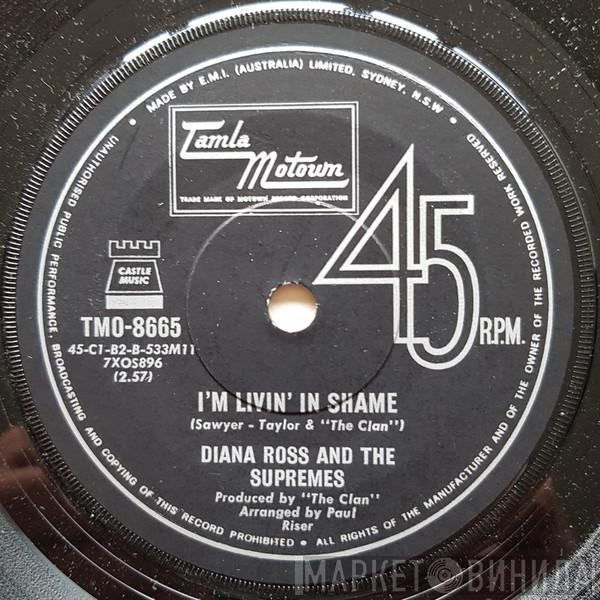 UNAUTHORISED PUBLIC PERFORMANCE, BROADCASTING AND COPYING OF THIS RECORD PROHIBITED • ALL RIGHTS OF THE MANUFACTURER AND OF THE OWNER OF THE RECORDED WORK RESERVED
• MADE BY E.M.I. (AUSTRALIA) LIMITED, SYDNEY, N.S.W •
Tamla
Motown
TRADE MARK OF MOTOWN RECORD CORPORATION
45
R.P.M.
CASTLE
MUSIC
TMO-8665
45-C1-B2-B-533M11
7XOS896
(2.57)
I'M LIVIN' IN SHAME
(Sawyer - Taylor & "The Clan")
DIANA ROSS AND THE
SUPREMES
Produced by "The Clan"
Arranged by Paul
Riser
МАРКЕТ ВИНИЛА